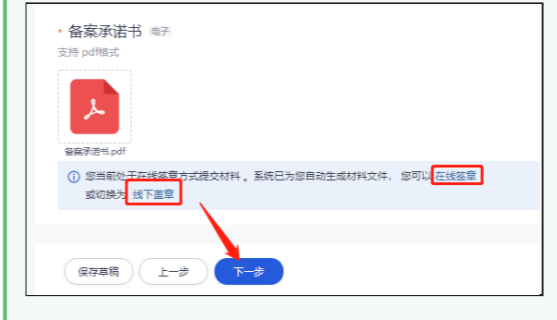 * 备案承诺书 电子
支持 pdf格式
备案承诺书.pdf
您当前处于在线签章方式提交材料 。系统已为您自动生成材料文件， 您可以 在线签章
或切换为 线下盖章
保存草稿 上一步 下一步